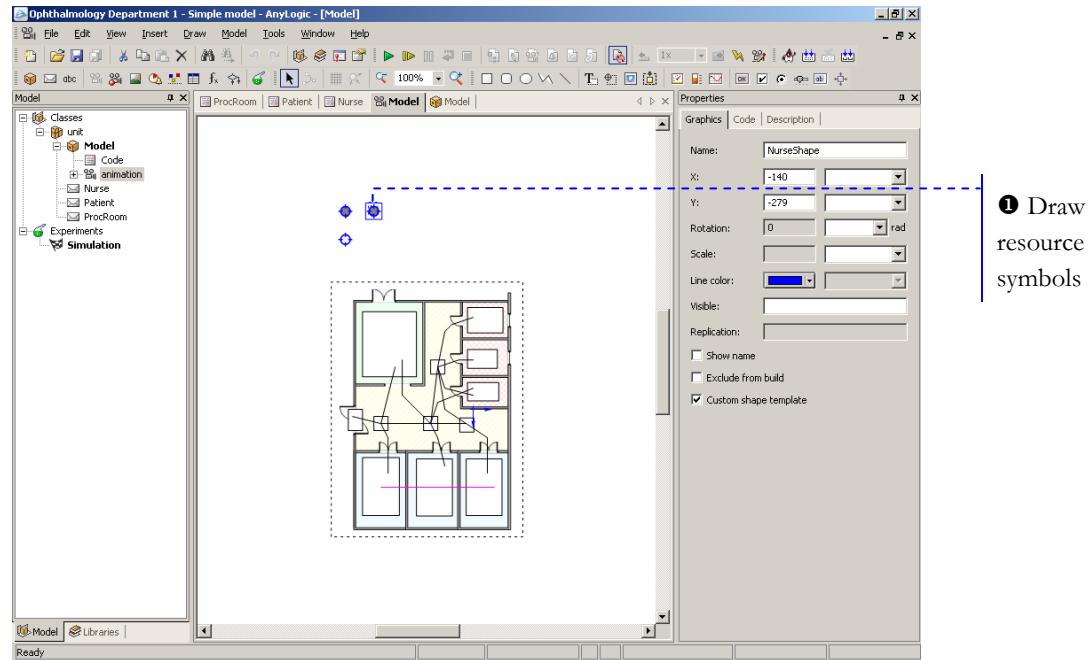 Ophthalmology Department 1 - Simple model - AnyLogic - [Model]
File Edit View Insert Draw Model Tools Window Help
1x
abc
100%
Model
Classes
unit
Model
Code
animation
Nurse
Patient
ProcRoom
Experiments
Simulation
Model Libraries
ProcRoom Patient Nurse Model Model
Properties
Graphics Code Description
Name: NurseShape
X: -140
Y: -279
Rotation: 0 rad
Scale:
Line color:
Visible:
Replication:
Show name
Exclude from build
Custom shape template
Ready
❶ Draw
resource
symbols